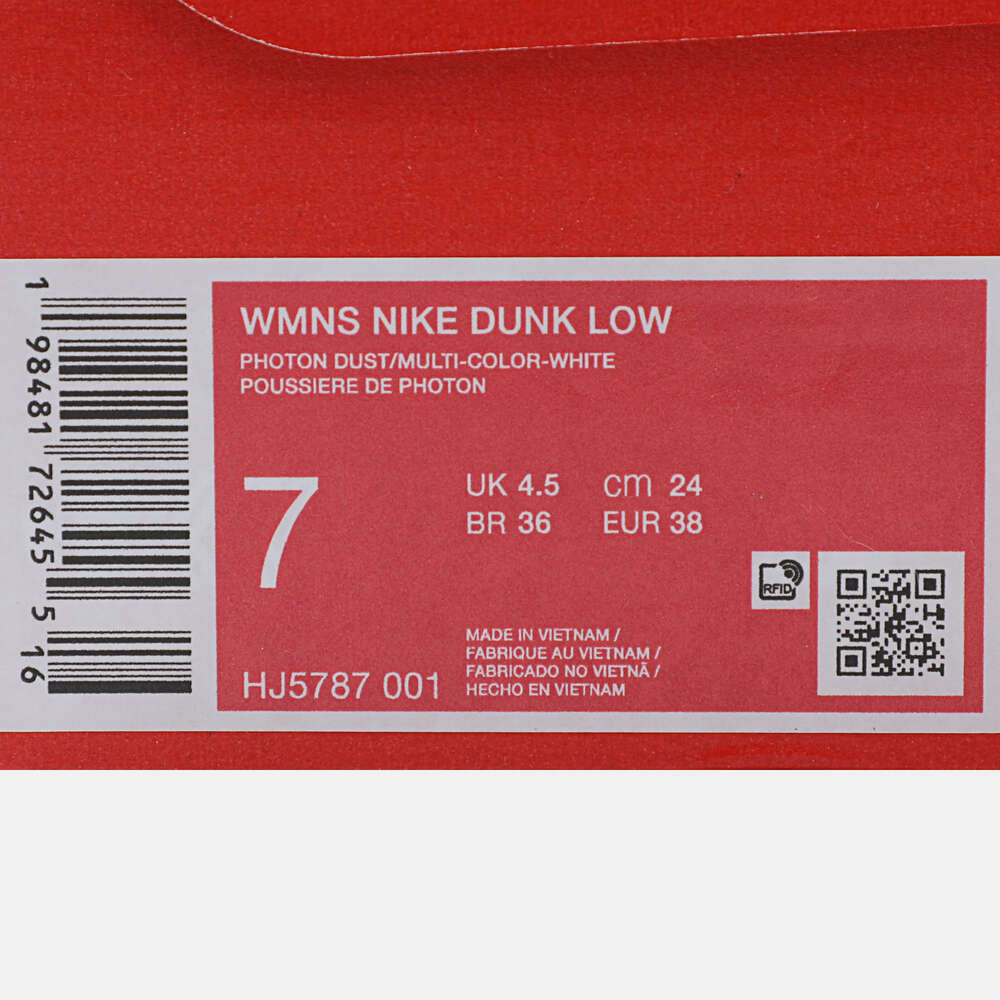 WMNS NIKE DUNK LOW
PHOTON DUST/MULTI-COLOR-WHITE
POUSSIERE DE PHOTON
7
UK 4.5 cm 24
BR 36 EUR 38
RFID
MADE IN VIETNAM /
FABRIQUE AU VIETNAM /
FABRICADO NO VIETNÃ /
HECHO EN VIETNAM
HJ5787 001
1 98481 72645 5 16